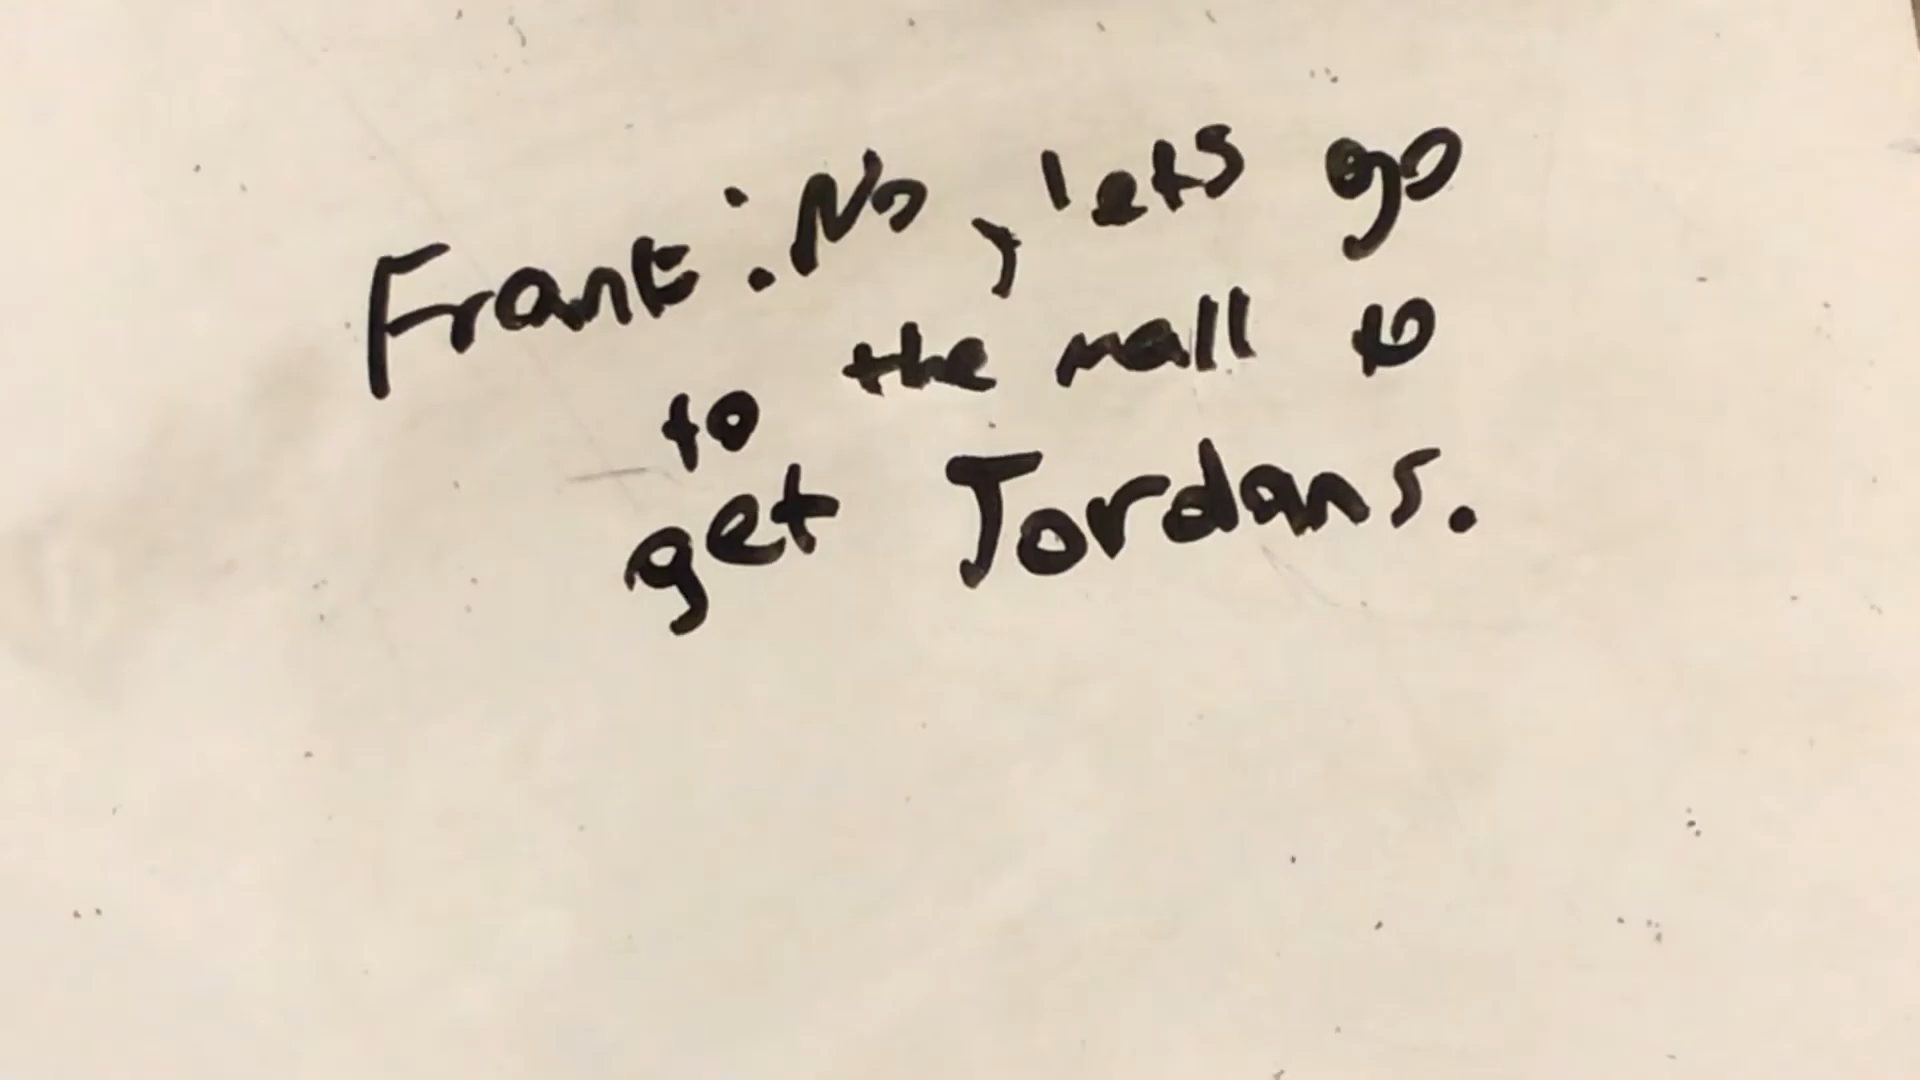 Frank: No, lets go
to the mall to
get Jordans.